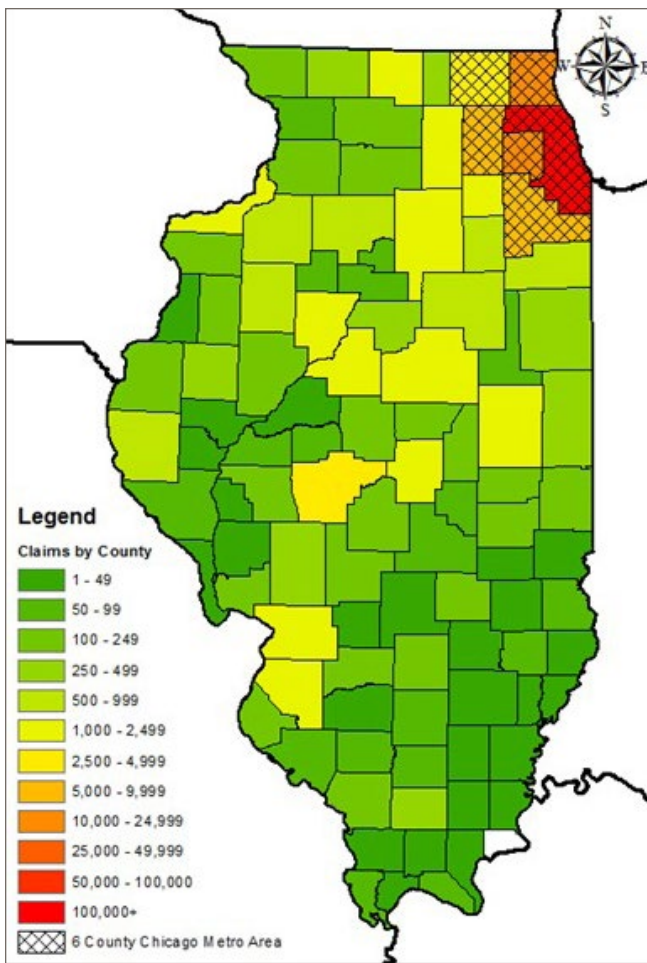 N
W E
S
Legend
Claims by County
1 - 49
50 - 99
100 - 249
250 - 499
500 - 999
1,000 - 2,499
2,500 - 4,999
5,000 - 9,999
10,000 - 24,999
25,000 - 49,999
50,000 - 100,000
100,000+
6 County Chicago Metro Area